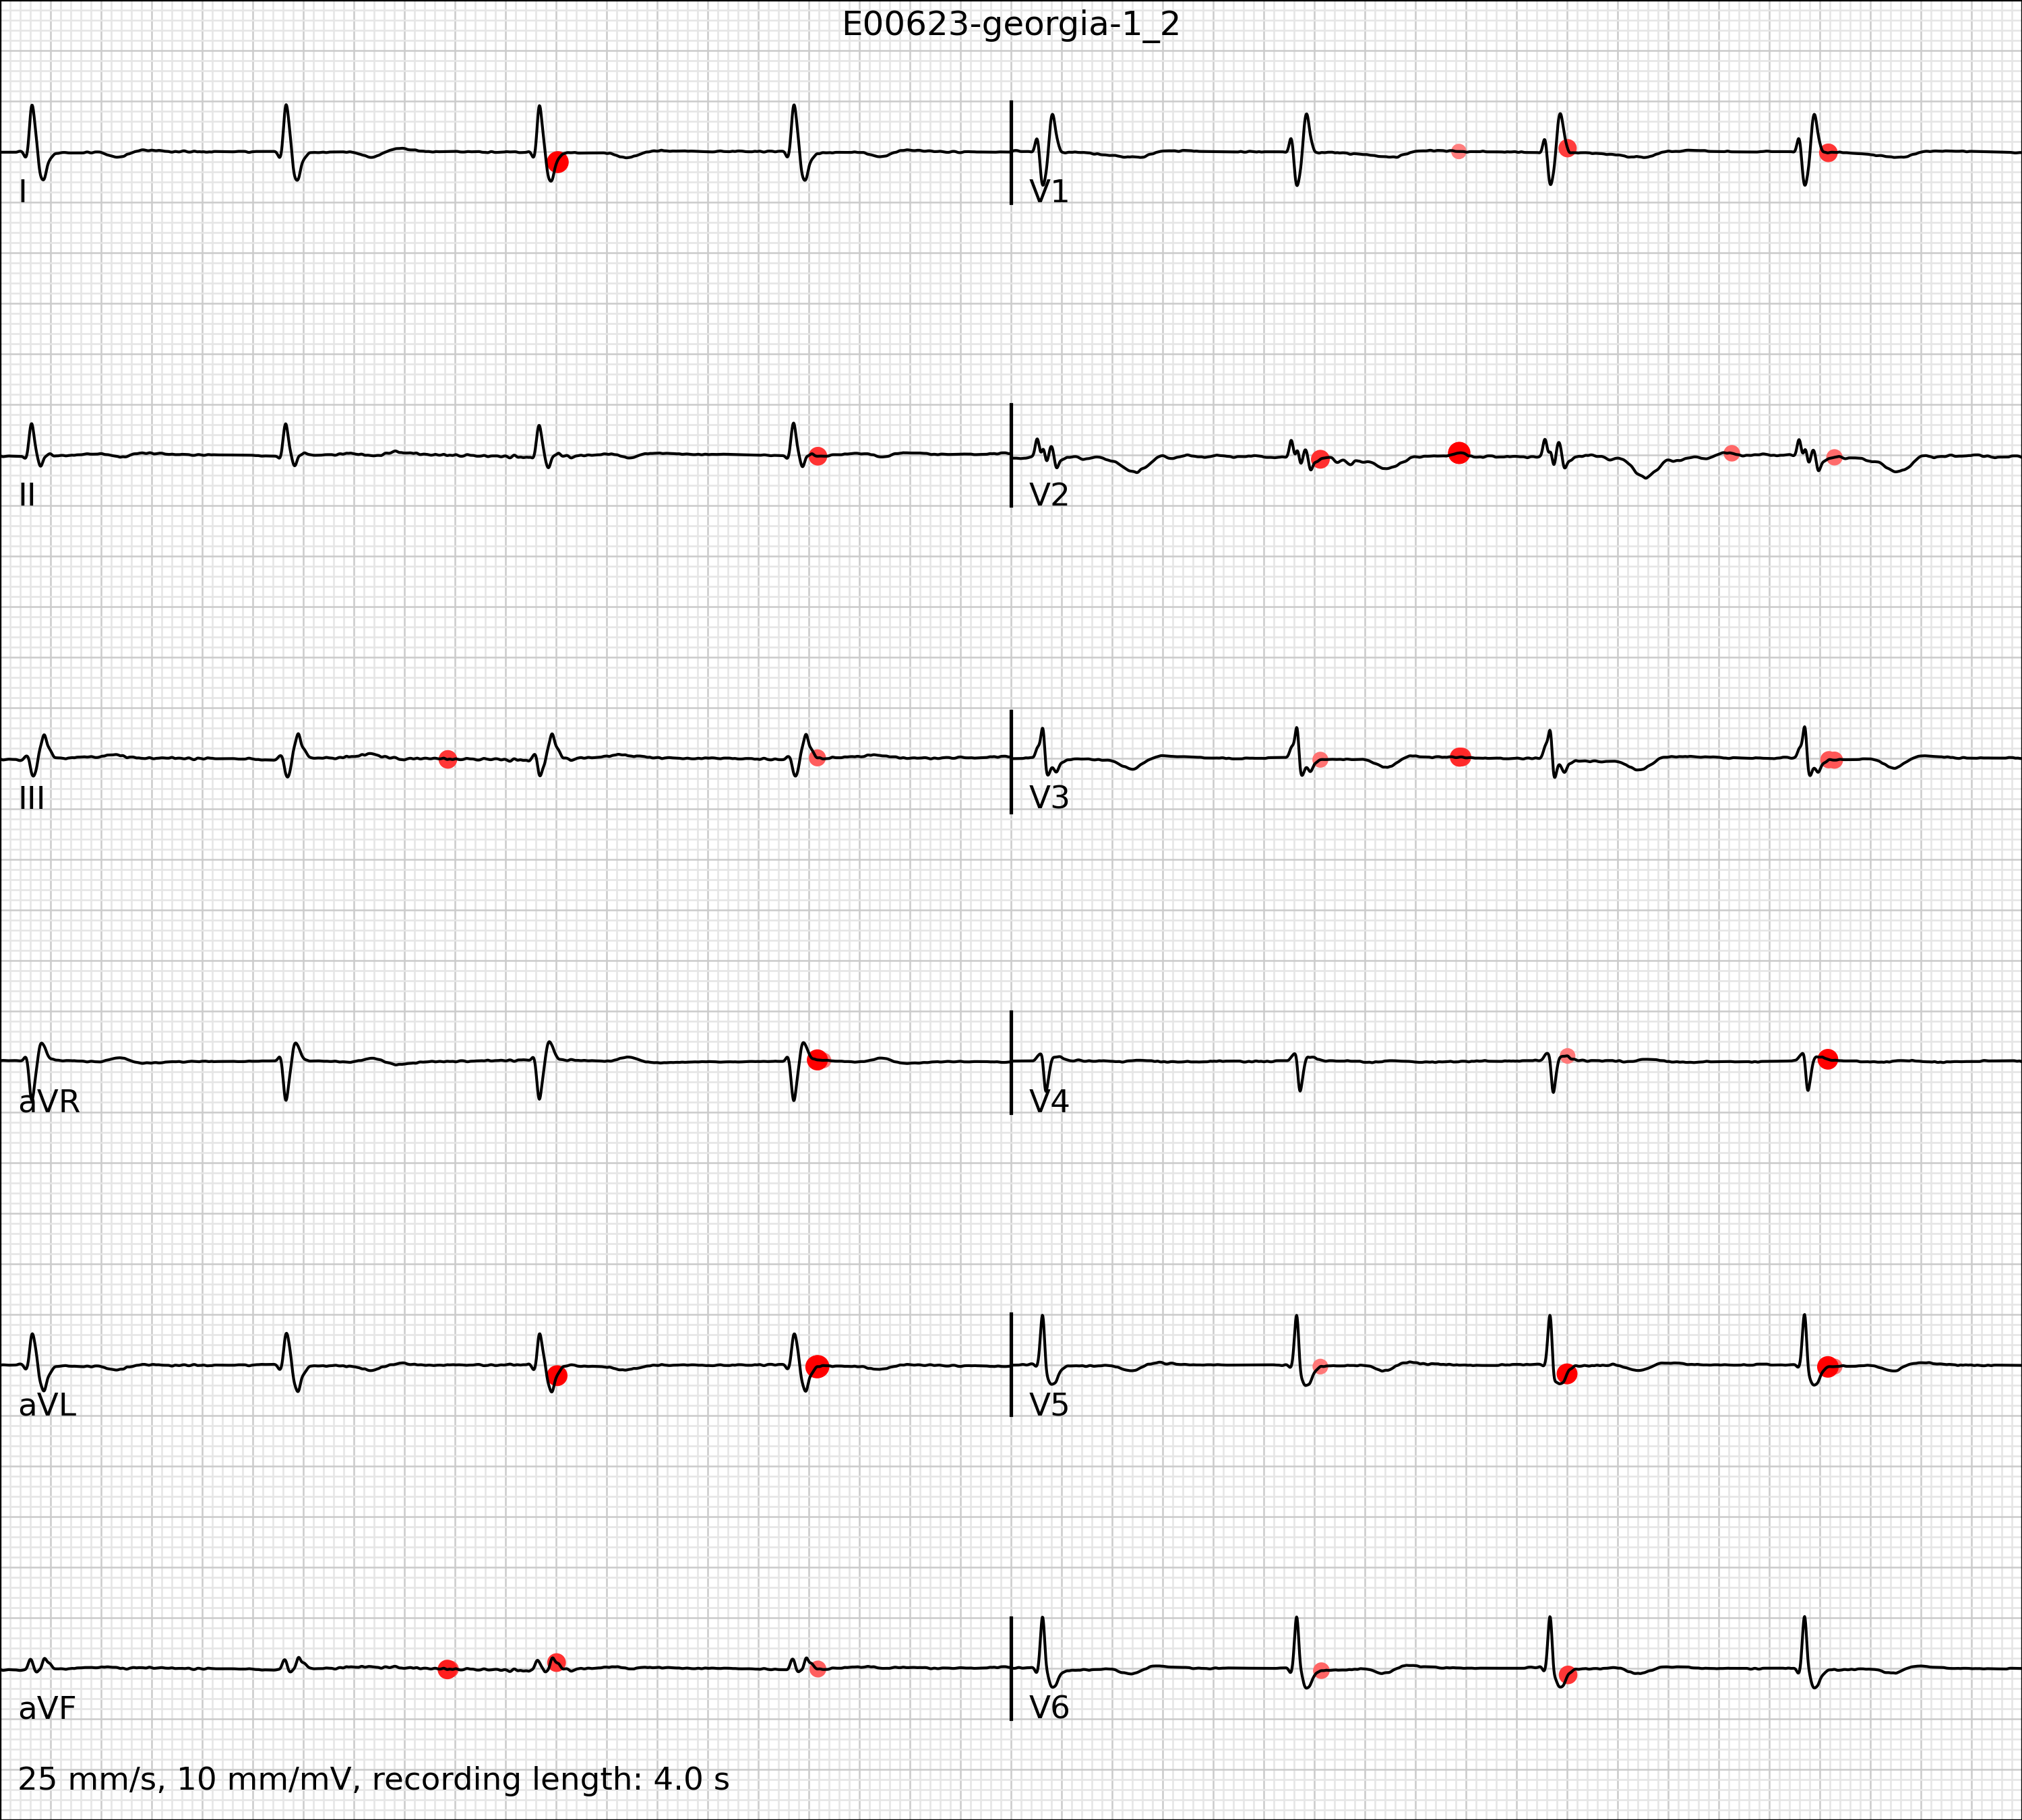 E00623-georgia-1_2
I
V1
II
V2
III
V3
aVR
V4
aVL
V5
aVF
V6
25 mm/s, 10 mm/mV, recording length: 4.0 s